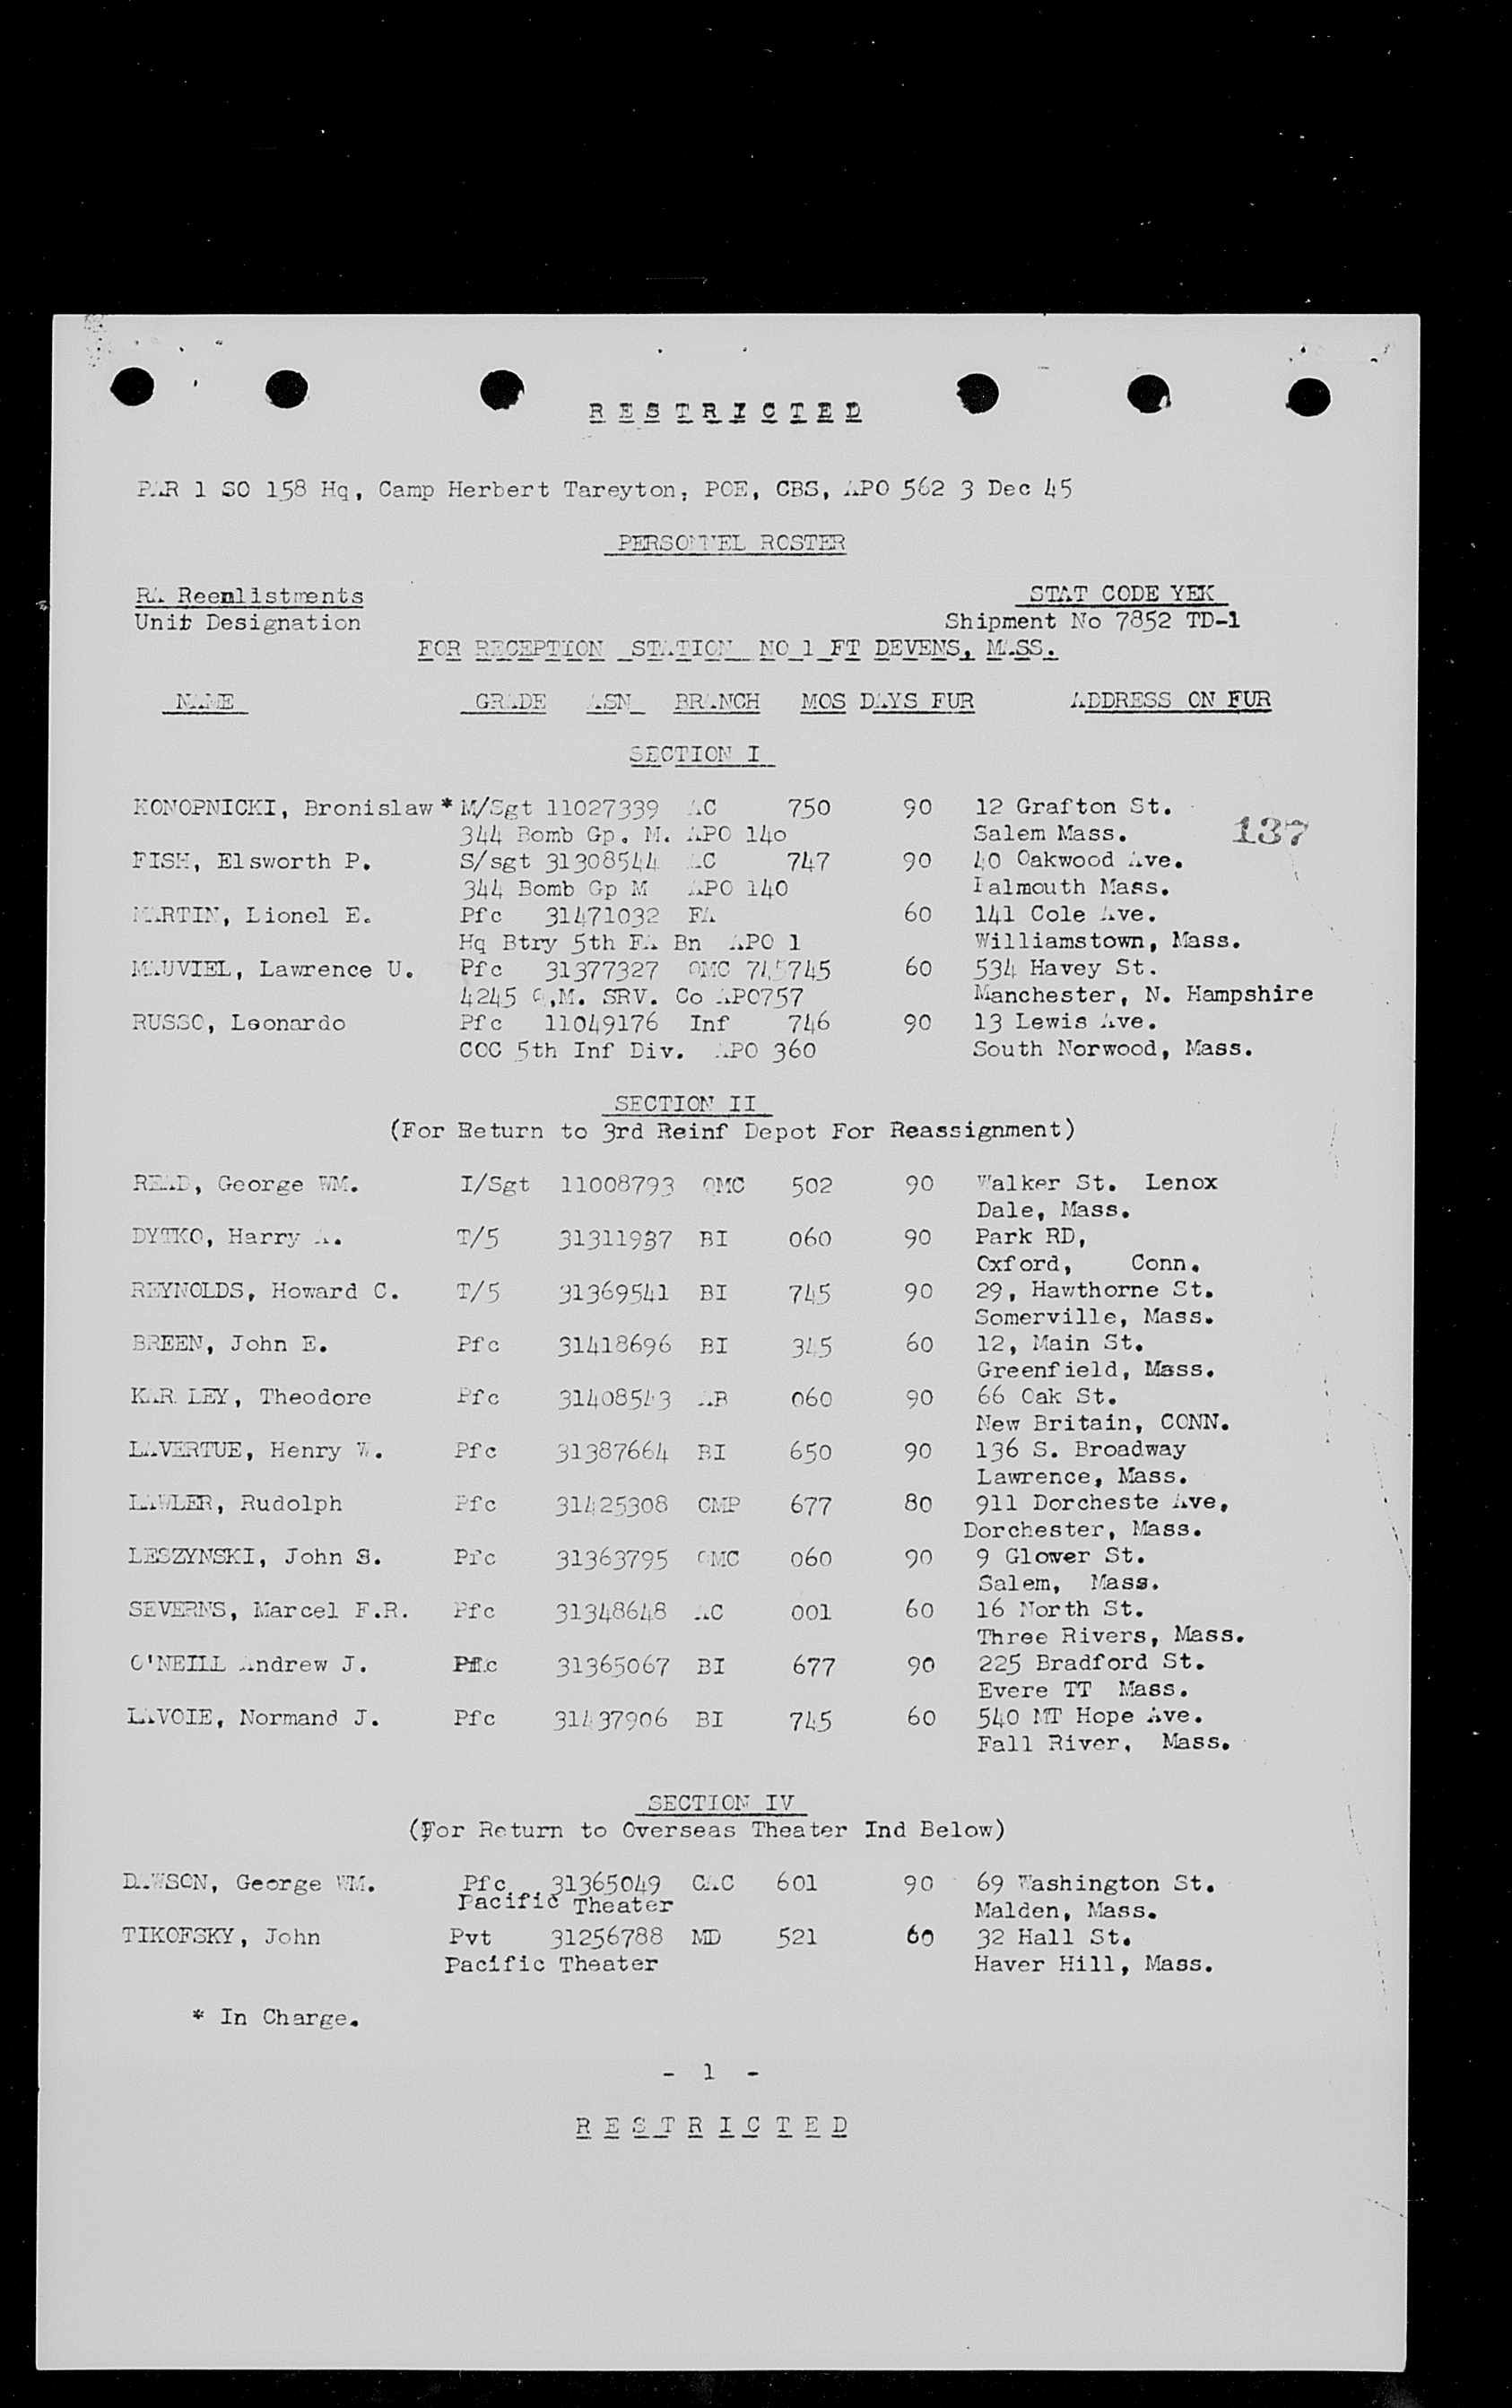 RESTRICTED
PAR 1 SO 158 Hq, Camp Herbert Tareyton, POE, CBS, APO 562 3 Dec 45
PERSONNEL ROSTER
RA Reenlistments STAT CODE YEK
Unit Designation Shipment No 7852 TD-1
FOR RECEPTION STATION NO 1 FT DEVENS, MASS.
NAME GRADE ASN BRANCH MOS DAYS FUR ADDRESS ON FUR
SECTION I
KONOPNICKI, Bronislaw * M/Sgt 11027339 AC 750 90 12 Grafton St.
344 Bomb Gp. M. APO 14o Salem Mass. 137
FISH, Elsworth P. S/sgt 31308544 AC 747 90 40 Oakwood Ave.
344 Bomb Gp M APO 140 Falmouth Mass.
MARTIN, Lionel E. Pfc 31471032 FA 60 141 Cole Ave.
Hq Btry 5th FA Bn APO 1 Williamstown, Mass.
MAUVIEL, Lawrence U. Pfc 31377327 QMC 745745 60 534 Havey St.
4245 Q.M. SRV. Co APO757 Manchester, N. Hampshire
RUSSO, Leonardo Pfc 11049176 Inf 746 90 13 Lewis Ave.
CCC 5th Inf Div. APO 360 South Norwood, Mass.
SECTION II
(For Return to 3rd Reinf Depot For Reassignment)
READ, George WM. I/Sgt 11008793 QMC 502 90 Walker St. Lenox
Dale, Mass.
DYTKO, Harry A. T/5 31311937 BI 060 90 Park RD,
Oxford, Conn.
REYNOLDS, Howard C. T/5 31369541 BI 745 90 29, Hawthorne St.
Somerville, Mass.
BREEN, John E. Pfc 31418696 BI 345 60 12, Main St.
Greenfield, Mass.
KAR LEY, Theodore Pfc 31408543 AB 060 90 66 Oak St.
New Britain, CONN.
LAVERTUE, Henry W. Pfc 31387664 BI 650 90 136 S. Broadway
Lawrence, Mass.
LAWLER, Rudolph Pfc 31425308 CMP 677 80 911 Dorcheste Ave,
Dorchester, Mass.
LESZYNSKI, John S. Pfc 31363795 QMC 060 90 9 Glover St.
Salem, Mass.
SEVERNS, Marcel F.R. Pfc 31348648 AC 001 60 16 North St.
Three Rivers, Mass.
O'NEILL Andrew J. Pfc 31365067 BI 677 90 225 Bradford St.
Evere TT Mass.
LAVOIE, Normand J. Pfc 31437906 BI 745 60 540 MT Hope Ave.
Fall River, Mass.
SECTION IV
(For Return to Overseas Theater Ind Below)
DAWSON, George WM. Pfc 31365049 CAC 601 90 69 Washington St.
Pacific Theater Malden, Mass.
TIKOFSKY, John Pvt 31256788 MD 521 60 32 Hall St.
Pacific Theater Haver Hill, Mass.
* In Charge.
- 1 -
RESTRICTED